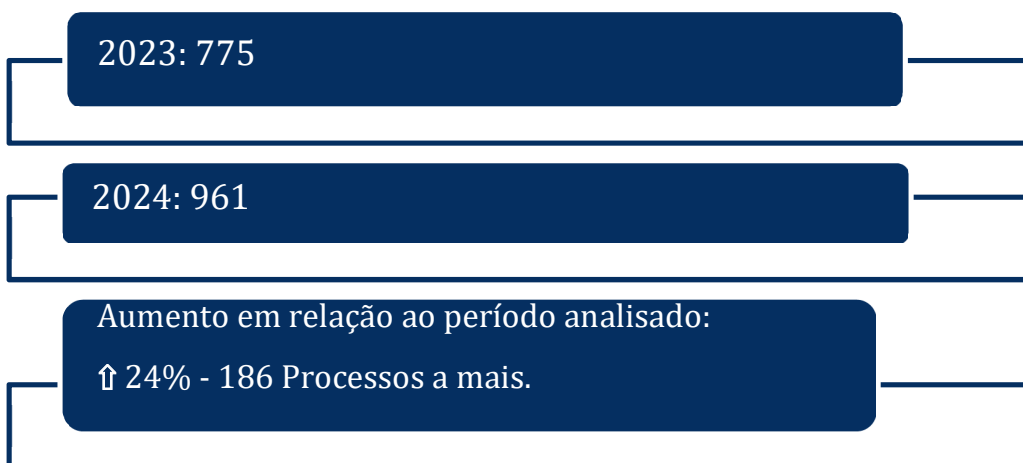 2023: 775
2024: 961
Aumento em relação ao período analisado:
⇧ 24% - 186 Processos a mais.